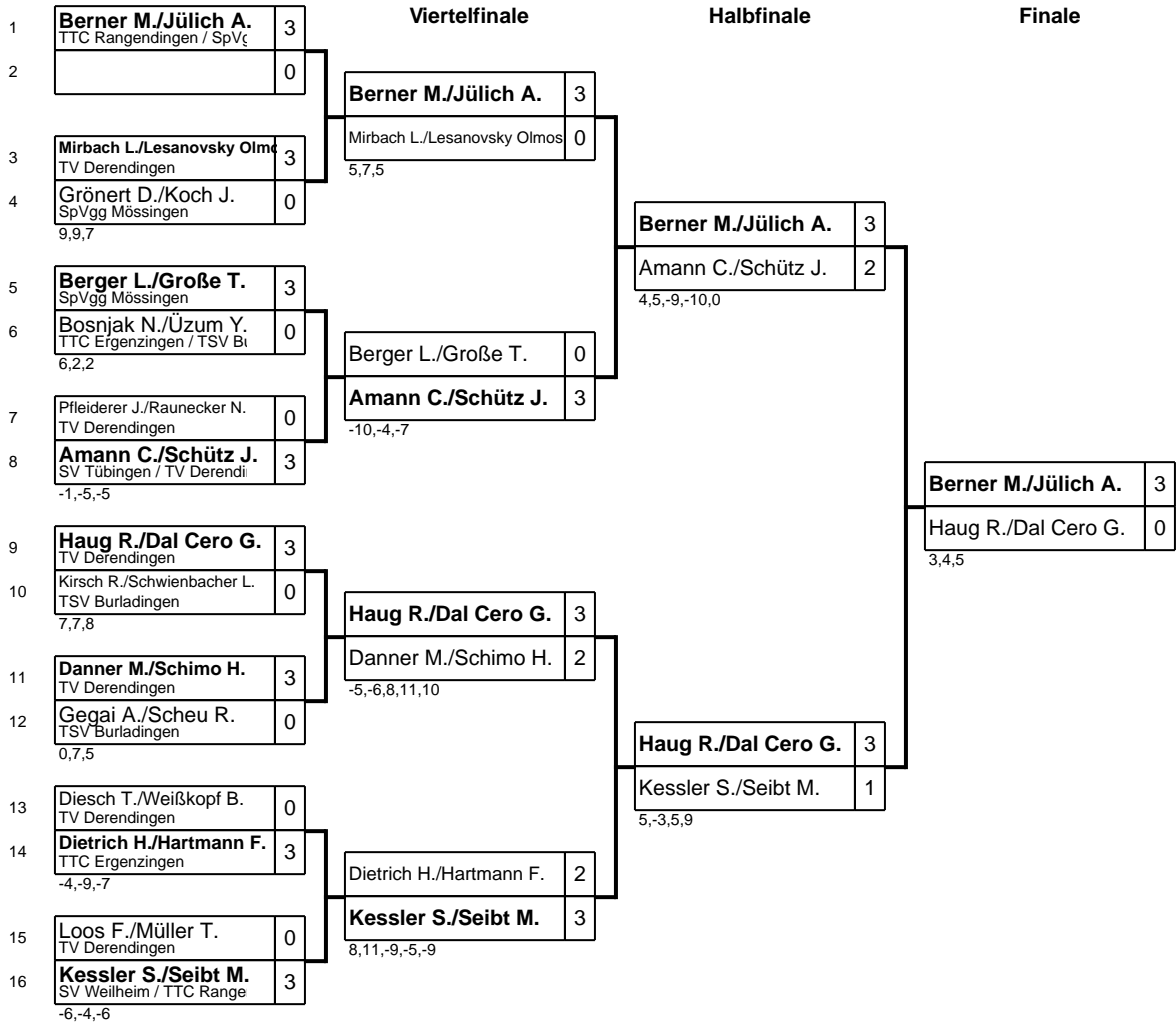 Viertelfinale
Halbfinale
Finale
1
Berner M./Jülich A.
3
TTC Rangendingen / SpVg
2
0
3
Mirbach L./Lesanovsky Olmo
3
TV Derendingen
4
Grönert D./Koch J.
0
SpVgg Mössingen
9,9,7
5
Berger L./Große T.
3
SpVgg Mössingen
6
Bosnjak N./Üzum Y.
0
TTC Ergenzingen / TSV Bu
6,2,2
7
Pfleiderer J./Raunecker N.
0
TV Derendingen
8
Amann C./Schütz J.
3
SV Tübingen / TV Derendi
-1,-5,-5
9
Haug R./Dal Cero G.
3
TV Derendingen
10
Kirsch R./Schwienbacher L.
0
TSV Burladingen
7,7,8
11
Danner M./Schimo H.
3
TV Derendingen
12
Gegai A./Scheu R.
0
TSV Burladingen
0,7,5
13
Diesch T./Weißkopf B.
0
TV Derendingen
14
Dietrich H./Hartmann F.
3
TTC Ergenzingen
-4,-9,-7
15
Loos F./Müller T.
0
TV Derendingen
16
Kessler S./Seibt M.
3
SV Weilheim / TTC Range
-6,-4,-6
Berner M./Jülich A.
3
Mirbach L./Lesanovsky Olmos
0
5,7,5
Berger L./Große T.
0
Amann C./Schütz J.
3
-10,-4,-7
Haug R./Dal Cero G.
3
Danner M./Schimo H.
2
-5,-6,8,11,10
Dietrich H./Hartmann F.
2
Kessler S./Seibt M.
3
8,11,-9,-5,-9
Berner M./Jülich A.
3
Amann C./Schütz J.
2
4,5,-9,-10,0
Haug R./Dal Cero G.
3
Kessler S./Seibt M.
1
5,-3,5,9
Berner M./Jülich A.
3
Haug R./Dal Cero G.
0
3,4,5